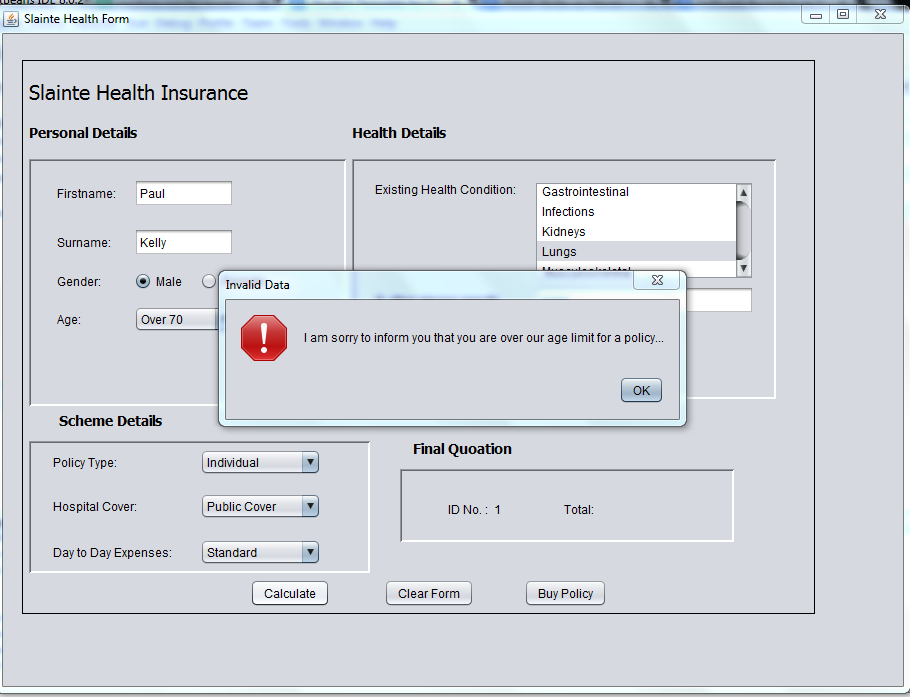 Slainte Health Form
Slainte Health Insurance
Personal Details
Health Details
Firstname: Paul
Existing Health Condition:
Gastrointestinal
Infections
Kidneys
Lungs
Musculoskeletal
Surname: Kelly
Gender: Male
Age: Over 70
Invalid Data
I am sorry to inform you that you are over our age limit for a policy...
OK
Scheme Details
Policy Type: Individual
Hospital Cover: Public Cover
Day to Day Expenses: Standard
Final Quoation
ID No. : 1 Total:
Calculate Clear Form Buy Policy